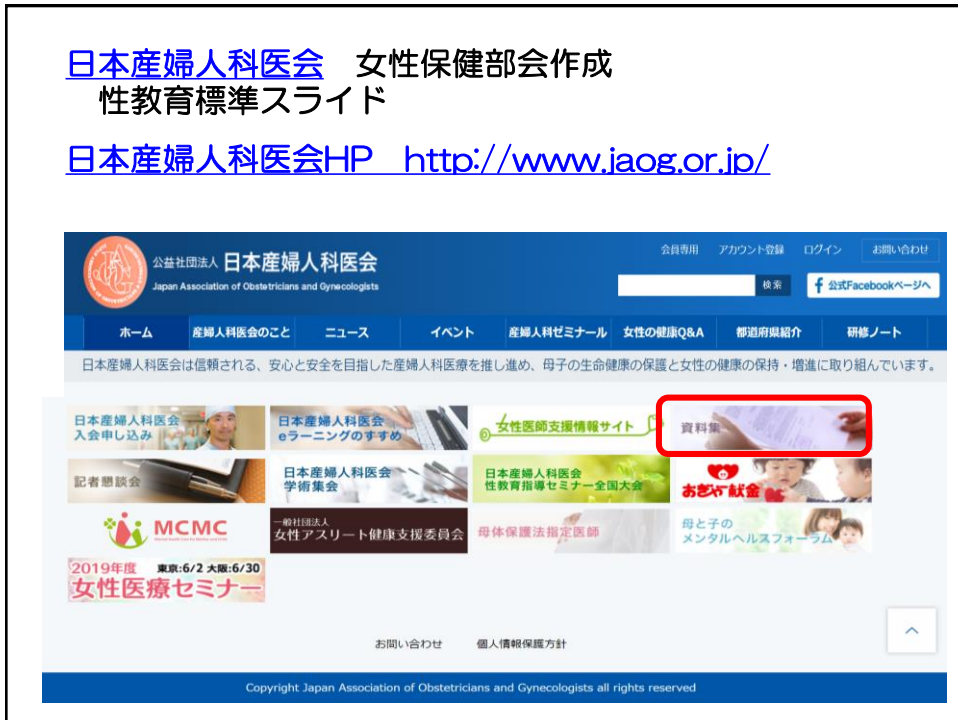 日本産婦人科医会　女性保健部会作成
性教育標準スライド
日本産婦人科医会HP　http://www.jaog.or.jp/
会員専用　アカウント登録　ログイン　お問い合わせ
公益社団法人 日本産婦人科医会
Japan Association of Obstetricians and Gynecologists
検索　f 公式Facebookページへ
ホーム　産婦人科医会のこと　ニュース　イベント　産婦人科ゼミナール　女性の健康Q&A　都道府県紹介　研修ノート
日本産婦人科医会は信頼される、安心と安全を目指した産婦人科医療を推し進め、母子の生命健康の保護と女性の健康の保持・増進に取り組んでいます。
日本産婦人科医会
入会申し込み
日本産婦人科医会
eラーニングのすすめ
女性医師支援情報サイト
資料集
記者懇談会
日本産婦人科医会
学術集会
日本産婦人科医会
性教育指導セミナー全国大会
おぎゃー献金
MCMC
一般社団法人
女性アスリート健康支援委員会
母体保護法指定医師
母と子の
メンタルヘルスフォーラム
2019年度　東京:6/2 大阪:6/30
女性医療セミナー
お問い合わせ　個人情報保護方針
Copyright Japan Association of Obstetricians and Gynecologists all rights reserved